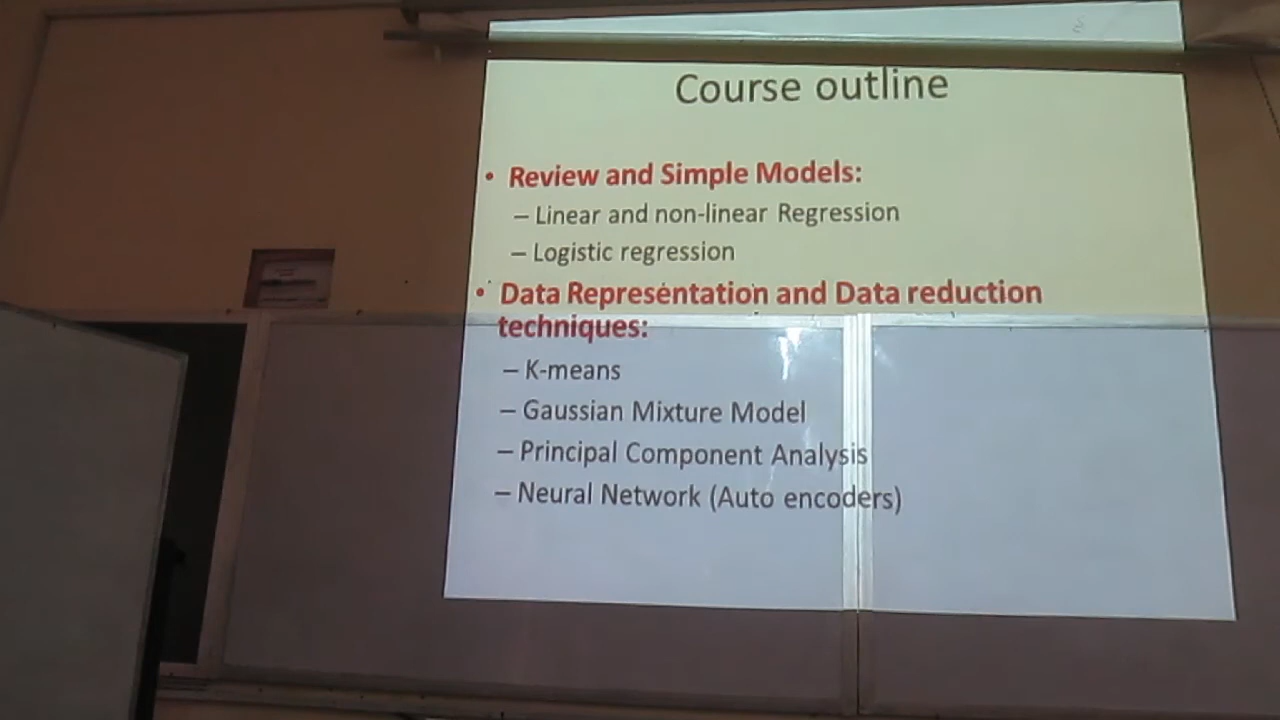 Course outline
• Review and Simple Models:
– Linear and non-linear Regression
– Logistic regression
• Data Representation and Data reduction
techniques:
– K-means
– Gaussian Mixture Model
– Principal Component Analysis
– Neural Network (Auto encoders)